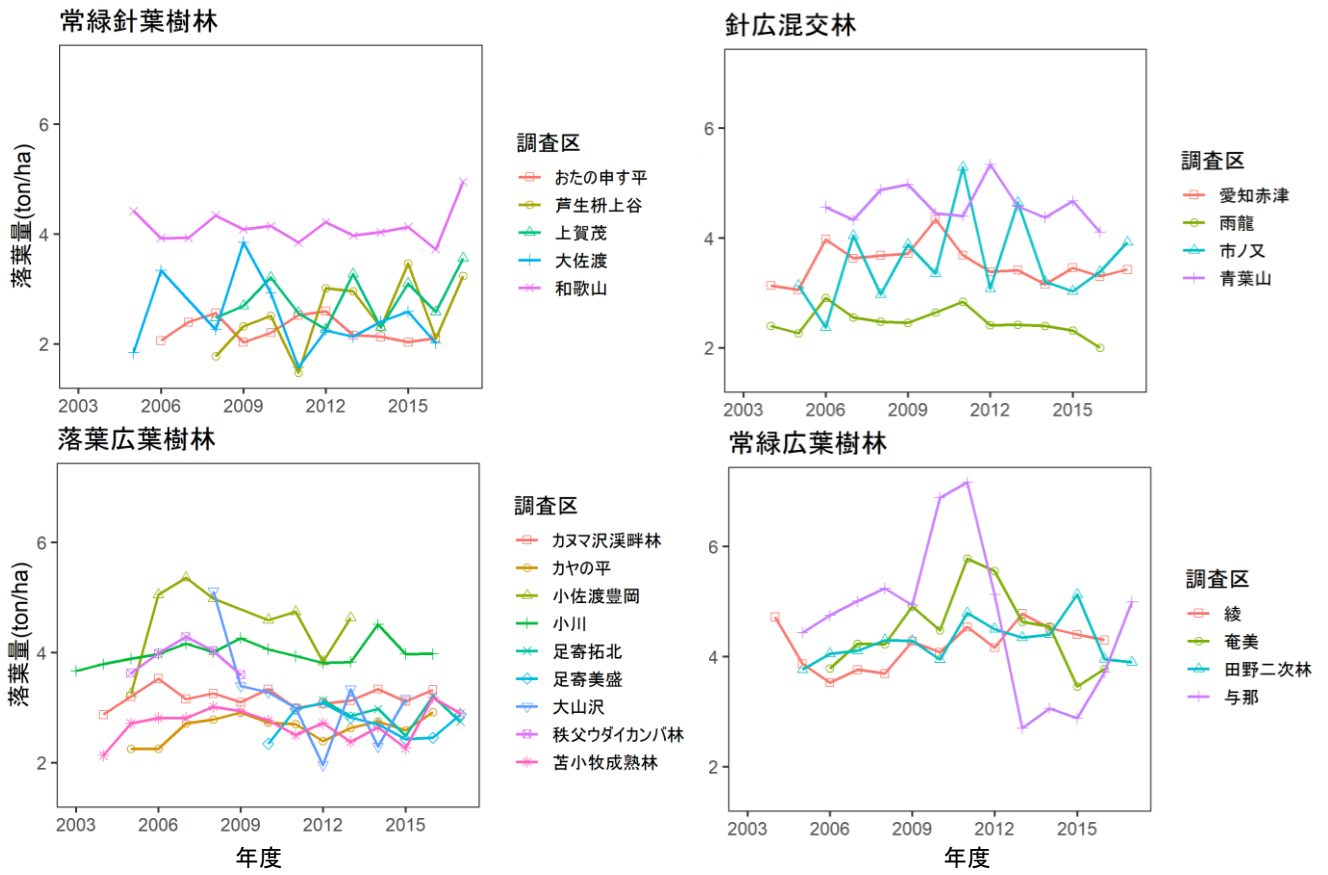 常緑針葉樹林
落葉量(ton/ha)
6
4
2
2003 2006 2009 2012 2015
調査区
おたの申す平
芦生枡上谷
上賀茂
大佐渡
和歌山
針広混交林
6
4
2
2003 2006 2009 2012 2015
調査区
愛知赤津
雨龍
市ノ又
青葉山
落葉広葉樹林
落葉量(ton/ha)
6
4
2
2003 2006 2009 2012 2015
年度
調査区
カヌマ沢渓畔林
カヤの平
小佐渡豊岡
小川
足寄拓北
足寄美盛
大山沢
秩父ウダイカンバ林
苫小牧成熟林
常緑広葉樹林
6
4
2
2003 2006 2009 2012 2015
年度
調査区
綾
奄美
田野二次林
与那